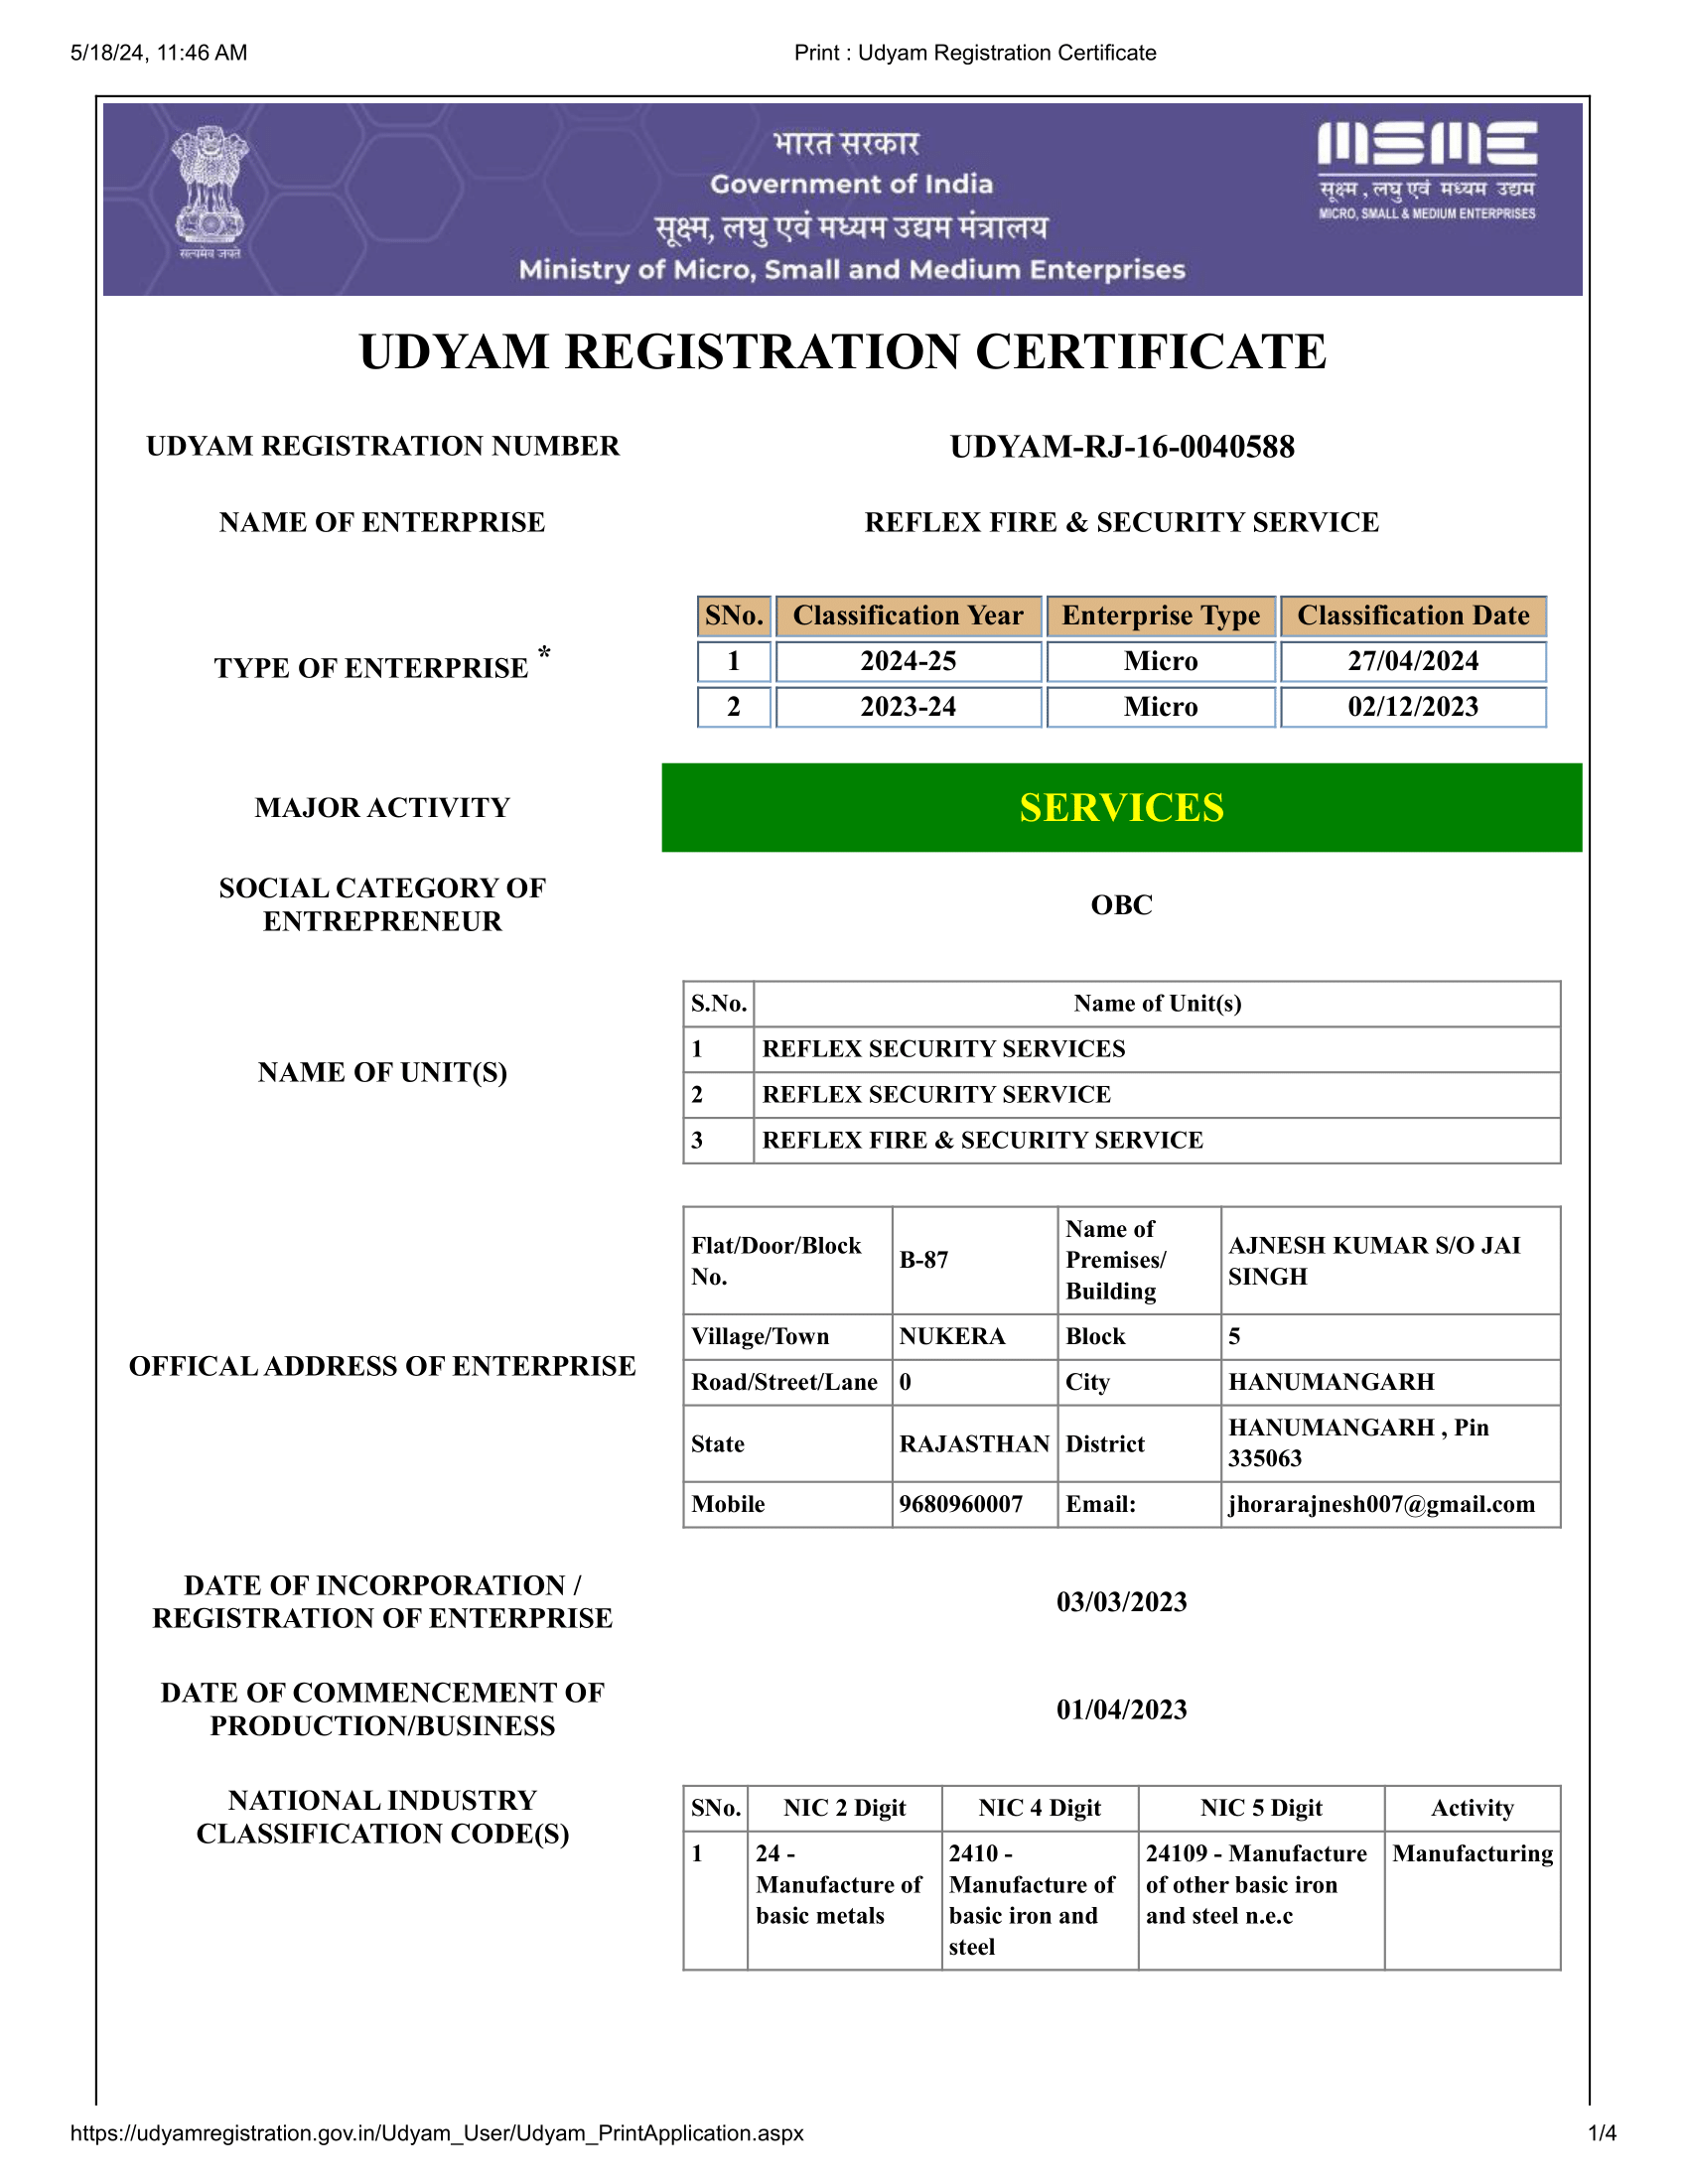 5/18/24, 11:46 AM
Print : Udyam Registration Certificate
भारत सरकार
Government of India
सूक्ष्म, लघु एवं मध्यम उद्यम मंत्रालय
Ministry of Micro, Small and Medium Enterprises
सत्यमेव जयते
MSME
सूक्ष्म , लघु एवं मध्यम उद्यम
MICRO, SMALL & MEDIUM ENTERPRISES
UDYAM REGISTRATION CERTIFICATE
UDYAM REGISTRATION NUMBER
UDYAM-RJ-16-0040588
NAME OF ENTERPRISE
REFLEX FIRE & SECURITY SERVICE
TYPE OF ENTERPRISE *
SNo. Classification Year Enterprise Type Classification Date
1 2024-25 Micro 27/04/2024
2 2023-24 Micro 02/12/2023
MAJOR ACTIVITY
SERVICES
SOCIAL CATEGORY OF
ENTREPRENEUR
OBC
NAME OF UNIT(S)
S.No. Name of Unit(s)
1 REFLEX SECURITY SERVICES
2 REFLEX SECURITY SERVICE
3 REFLEX FIRE & SECURITY SERVICE
OFFICAL ADDRESS OF ENTERPRISE
Flat/Door/Block
No.
B-87
Name of
Premises/
Building
AJNESH KUMAR S/O JAI
SINGH
Village/Town NUKERA Block 5
Road/Street/Lane 0 City HANUMANGARH
State RAJASTHAN District
HANUMANGARH , Pin
335063
Mobile 9680960007 Email: jhorarajnesh007@gmail.com
DATE OF INCORPORATION /
REGISTRATION OF ENTERPRISE
03/03/2023
DATE OF COMMENCEMENT OF
PRODUCTION/BUSINESS
01/04/2023
NATIONAL INDUSTRY
CLASSIFICATION CODE(S)
SNo. NIC 2 Digit NIC 4 Digit NIC 5 Digit Activity
1
24 -
Manufacture of
basic metals
2410 -
Manufacture of
basic iron and
steel
24109 - Manufacture
of other basic iron
and steel n.e.c
Manufacturing
https://udyamregistration.gov.in/Udyam_User/Udyam_PrintApplication.aspx
1/4